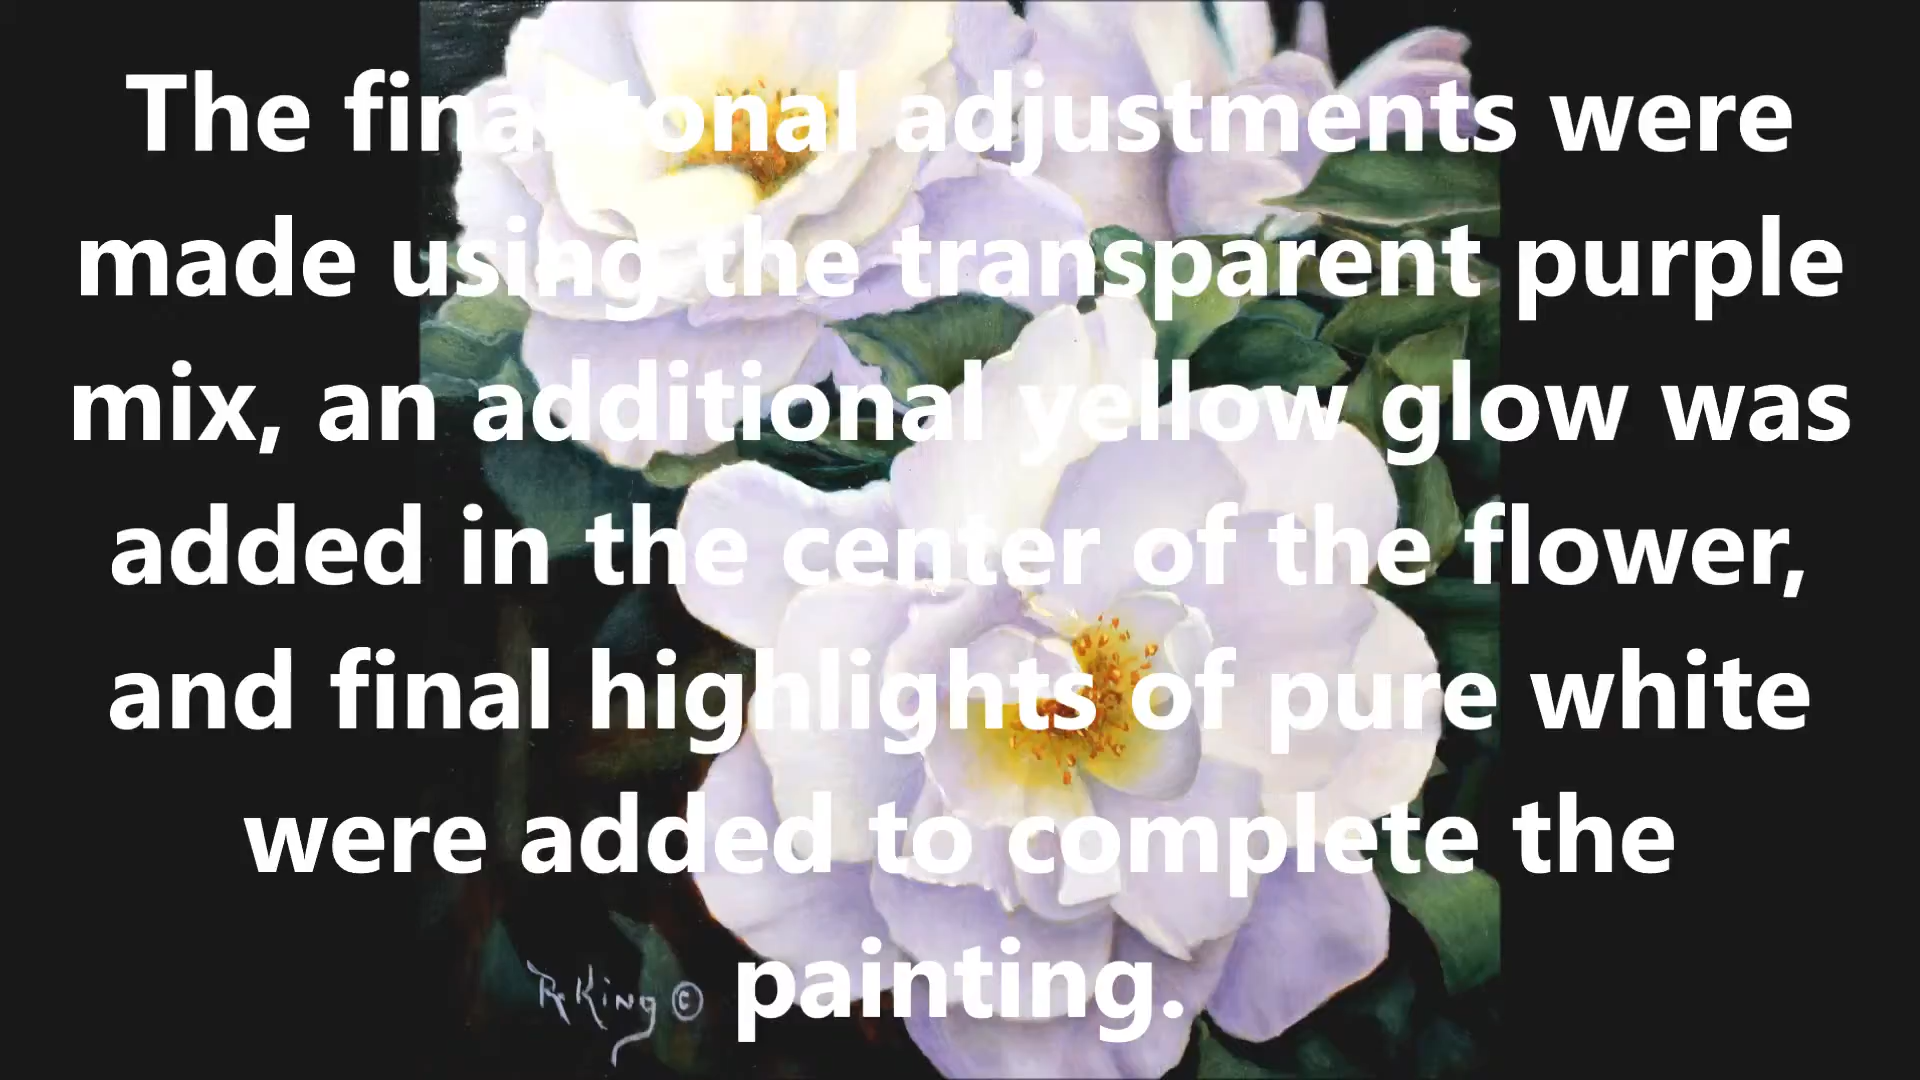 The final tonal adjustments were
made using the transparent purple
mix, an additional yellow glow was
added in the center of the flower,
and final highlights of pure white
were added to complete the
painting.
R King ©